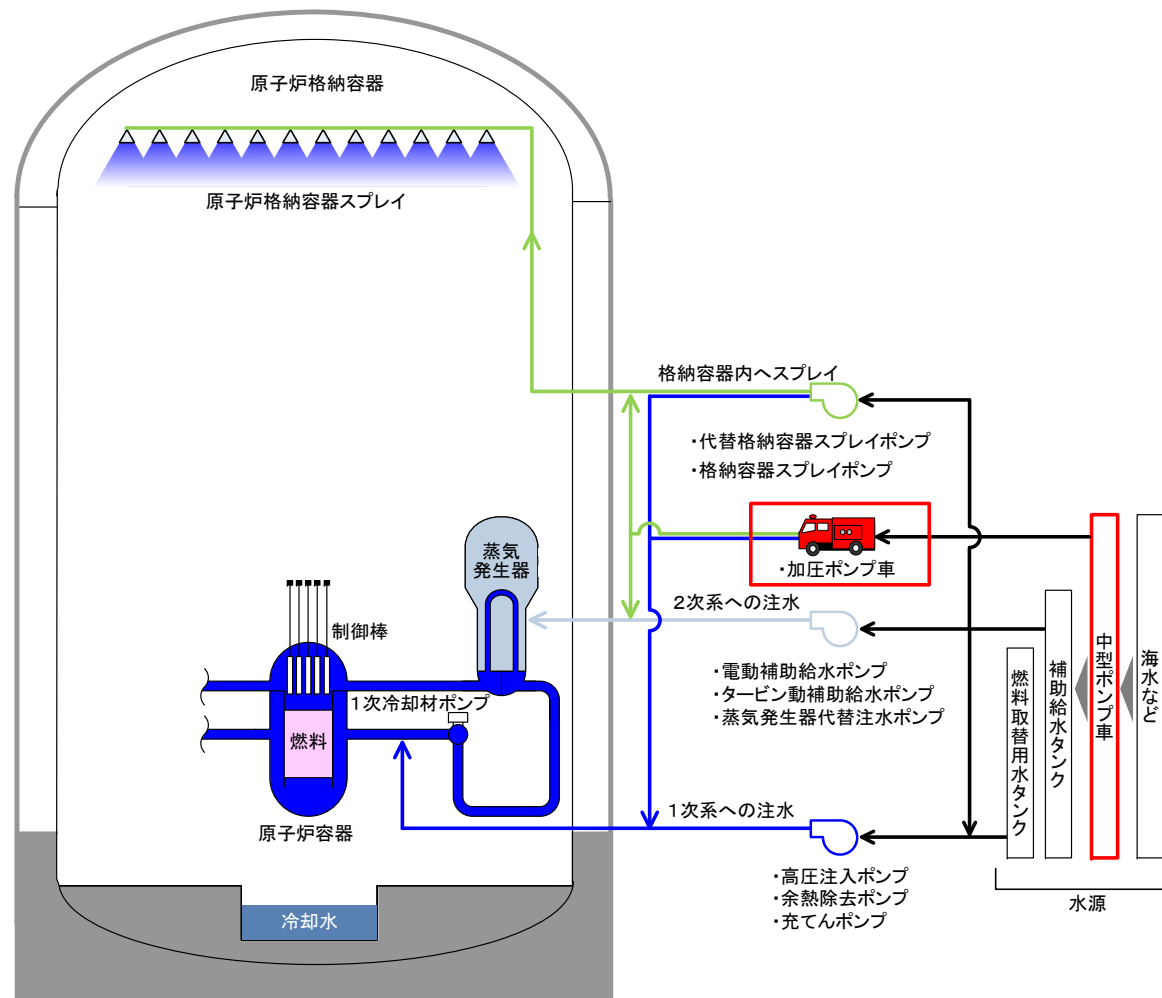 原子炉格納容器
原子炉格納容器スプレイ
格納容器内へスプレイ
・代替格納容器スプレイポンプ
・格納容器スプレイポンプ
・加圧ポンプ車
蒸気
発生器
2次系への注水
制御棒
・電動補助給水ポンプ
・タービン動補助給水ポンプ
・蒸気発生器代替注水ポンプ
1次冷却材ポンプ
燃料
原子炉容器
1次系への注水
・高圧注入ポンプ
・余熱除去ポンプ
・充てんポンプ
燃料取替用水タンク
補助給水タンク
中型ポンプ車
海水など
水源
冷却水